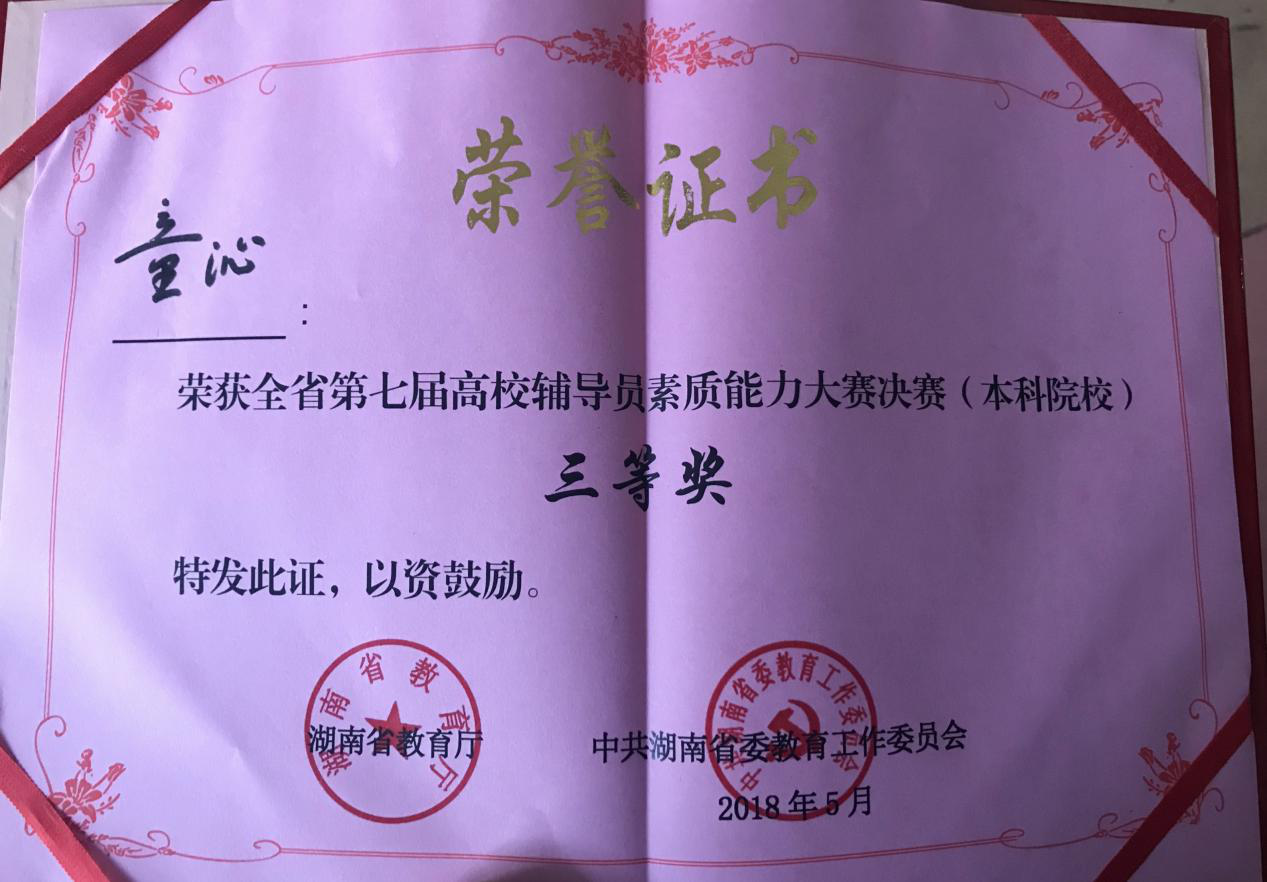 荣誉证书
童沁
：
荣获全省第七届高校辅导员素质能力大赛决赛（本科院校）
三等奖
特发此证，以资鼓励。
湖南省教育厅
湖南省教育厅
中共湖南省委教育工作委员会
中共湖南省委教育工作委员会
2018年5月